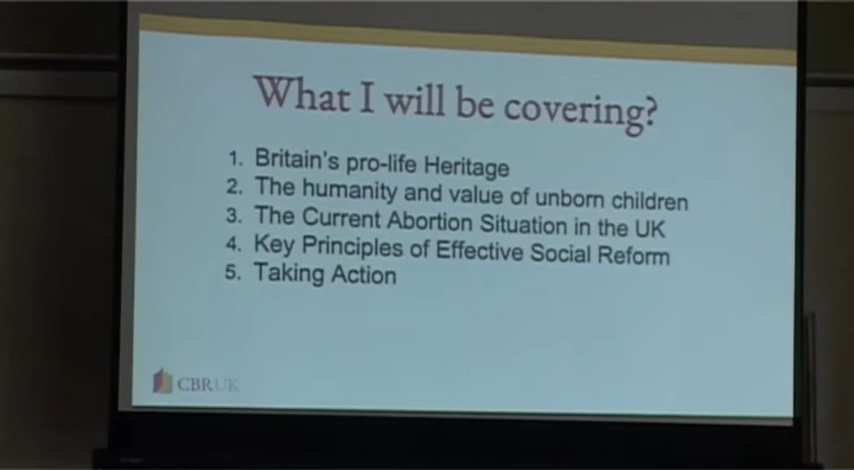 What I will be covering?
1. Britain's pro-life Heritage
2. The humanity and value of unborn children
3. The Current Abortion Situation in the UK
4. Key Principles of Effective Social Reform
5. Taking Action
CBRUK